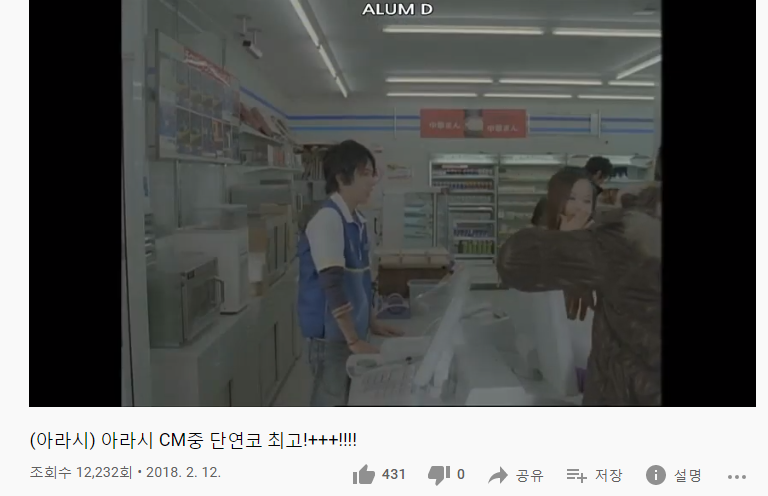 ALUM D
(아라시) 아라시 CM중 단연코 최고!+++!!!!
조회수 12,232회 • 2018. 2. 12.
431
0
공유
저장
설명